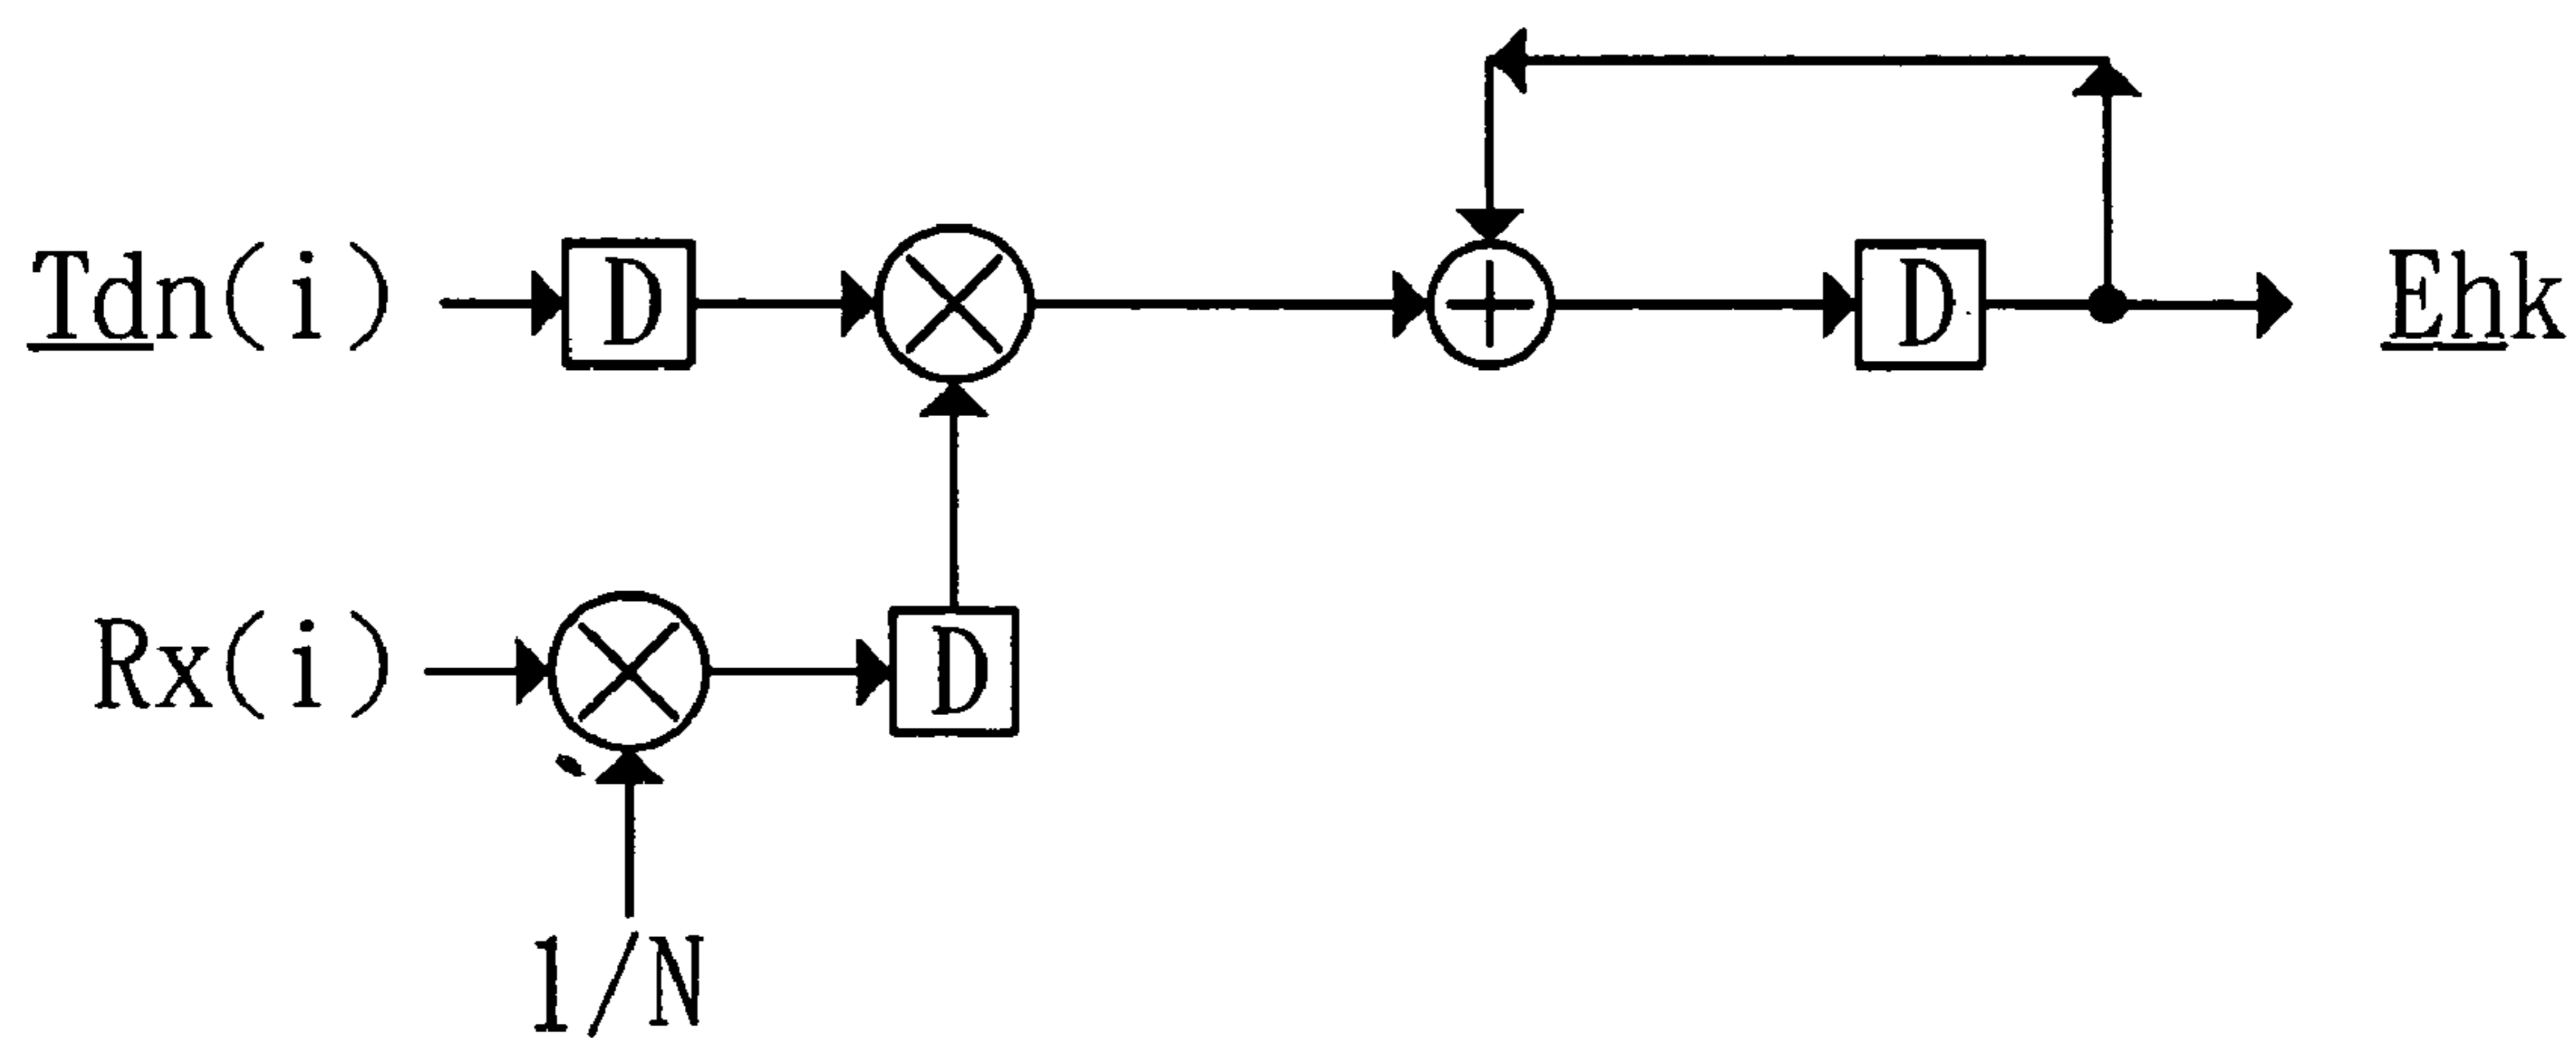 Tdn(i)
D
D
Ehk
Rx(i)
D
1/N